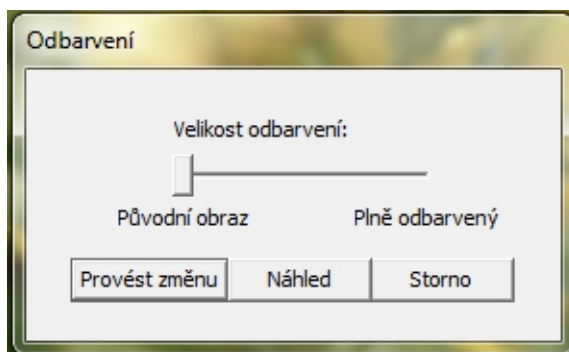 Odbarvení
Velikost odbarvení:
Původní obraz Plně odbarvený
Provést změnu Náhled Storno